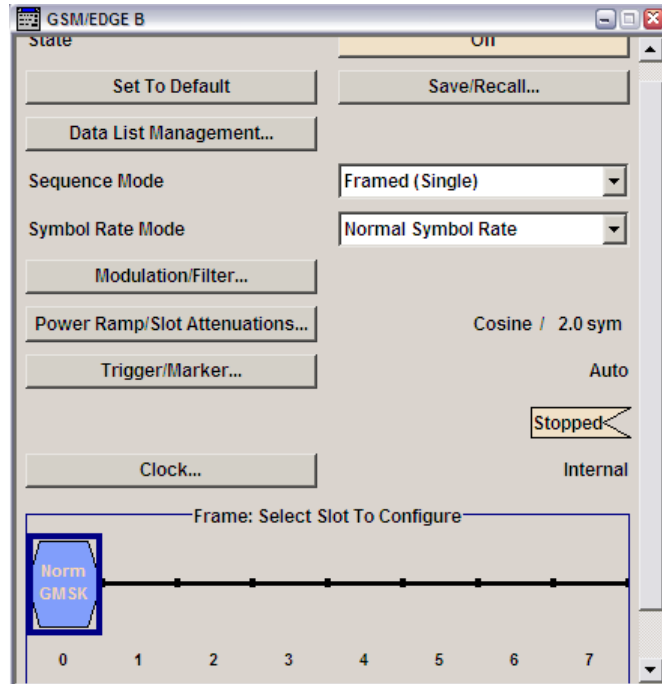 GSM/EDGE B
State
Set To Default Save/Recall...
Data List Management...
Sequence Mode Framed (Single)
Symbol Rate Mode Normal Symbol Rate
Modulation/Filter...
Power Ramp/Slot Attenuations... Cosine / 2.0 sym
Trigger/Marker... Auto
Stopped
Clock... Internal
Frame: Select Slot To Configure
Norm
GMSK
0 1 2 3 4 5 6 7